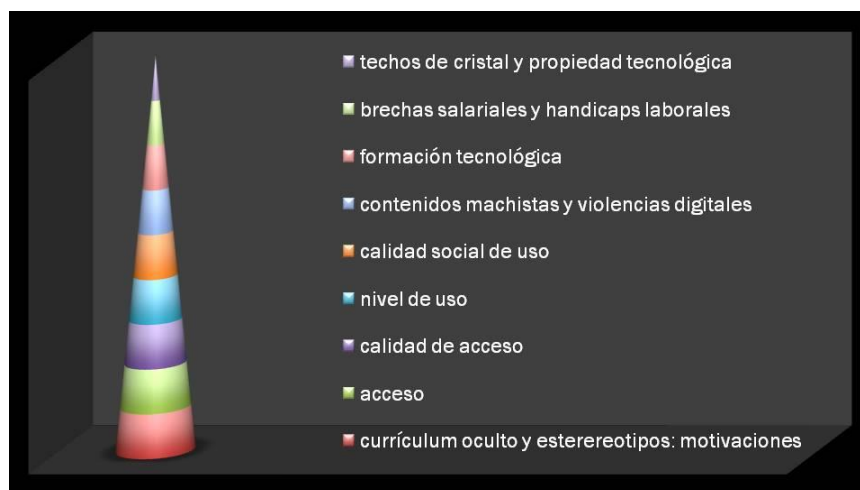 techos de cristal y propiedad tecnológica
brechas salariales y handicaps laborales
formación tecnológica
contenidos machistas y violencias digitales
calidad social de uso
nivel de uso
calidad de acceso
acceso
currículum oculto y esterereotipos: motivaciones